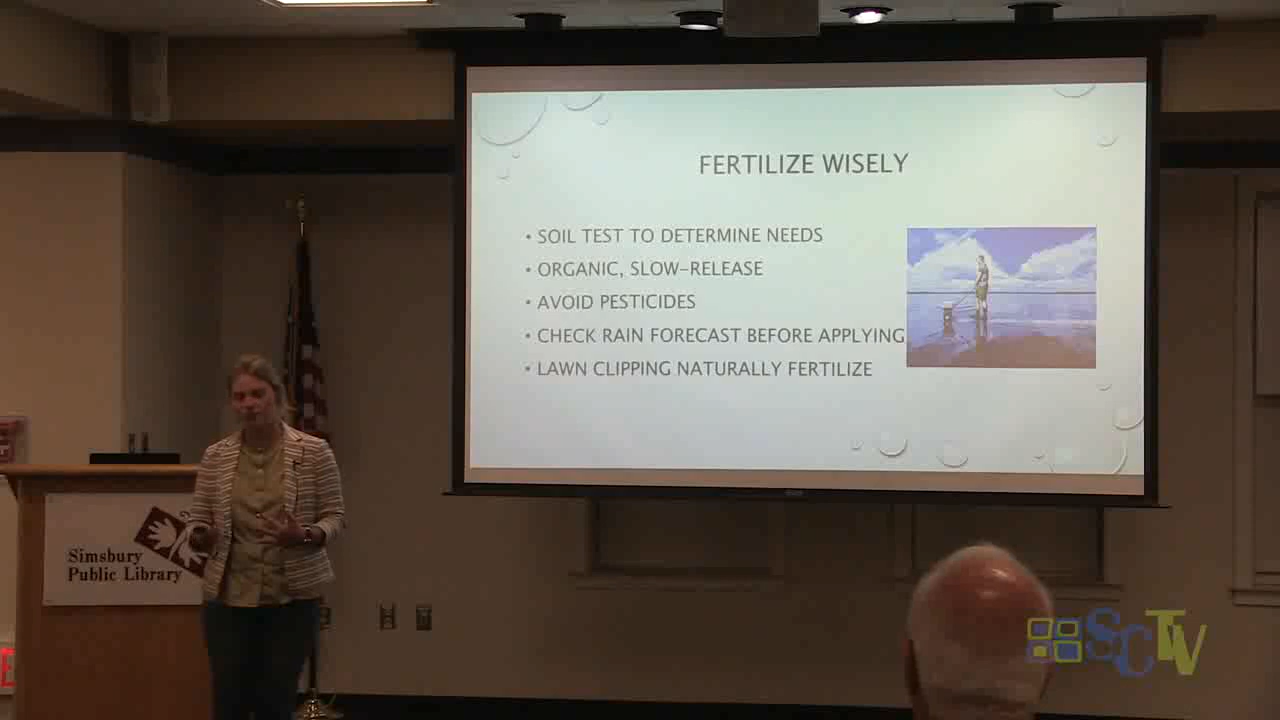 FERTILIZE WISELY
• SOIL TEST TO DETERMINE NEEDS
• ORGANIC, SLOW-RELEASE
• AVOID PESTICIDES
• CHECK RAIN FORECAST BEFORE APPLYING
• LAWN CLIPPING NATURALLY FERTILIZE
Simsbury
Public Library
SCTV